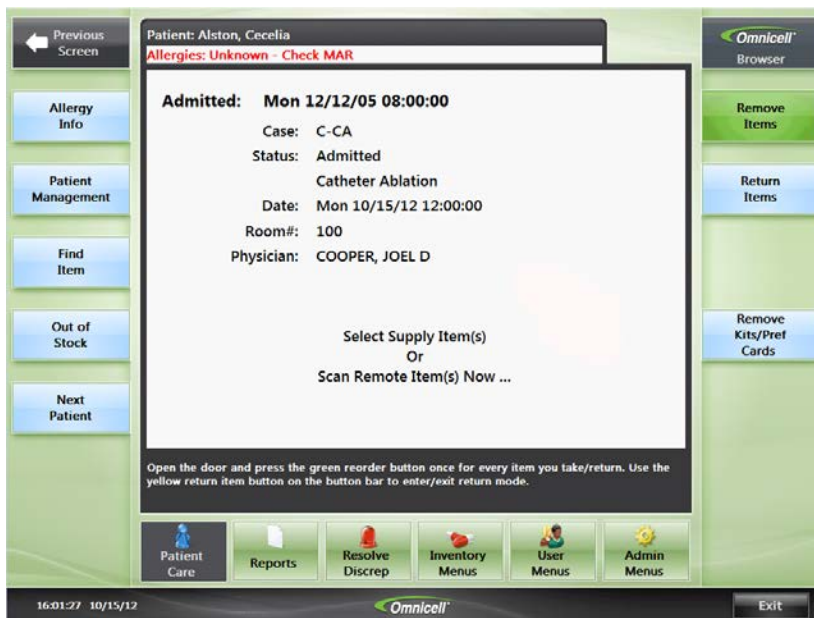 Previous
Screen
Patient: Alston, Cecelia
Allergies: Unknown - Check MAR
Omnicell
Browser
Allergy
Info
Patient
Management
Find
Item
Out of
Stock
Next
Patient
Admitted: Mon 12/12/05 08:00:00
Case: C-CA
Status: Admitted
Catheter Ablation
Date: Mon 10/15/12 12:00:00
Room#: 100
Physician: COOPER, JOEL D
Select Supply Item(s)
Or
Scan Remote Item(s) Now ...
Remove
Items
Return
Items
Remove
Kits/Pref
Cards
Open the door and press the green reorder button once for every item you take/return. Use the
yellow return item button on the button bar to enter/exit return mode.
Patient
Care
Reports
Resolve
Discrep
Inventory
Menus
User
Menus
Admin
Menus
16:01:27 10/15/12
Omnicell
Exit